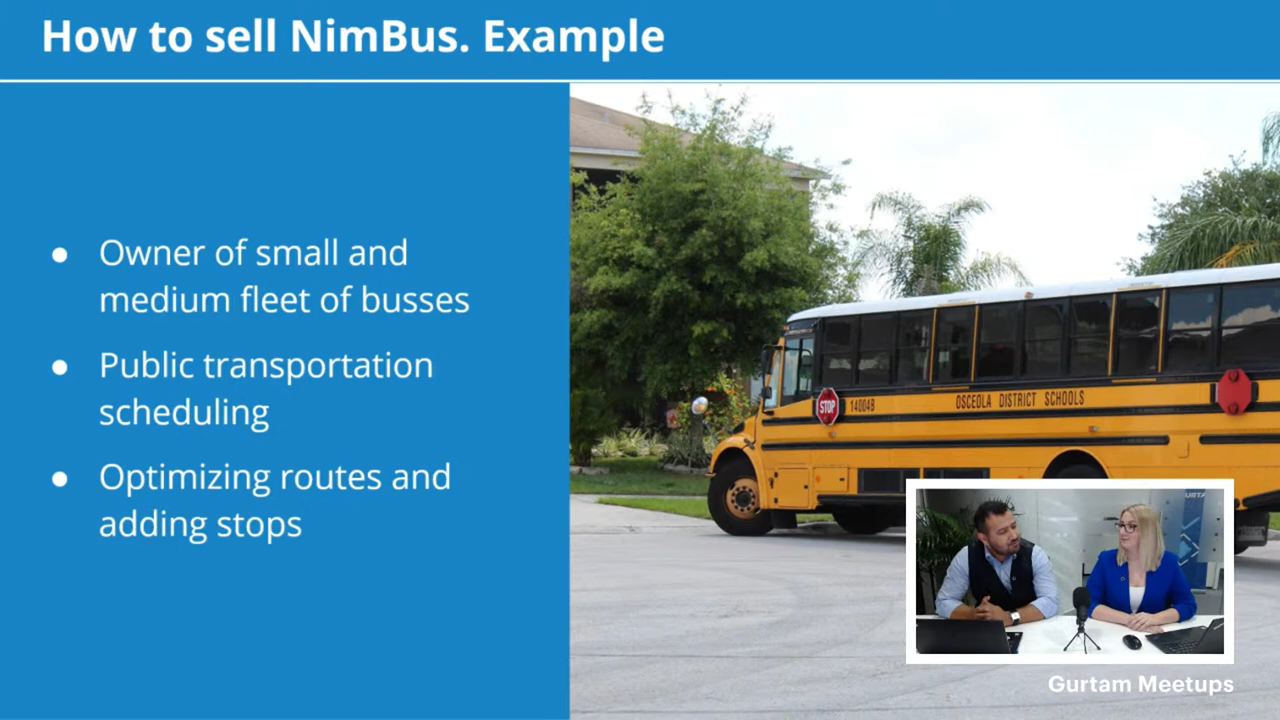 How to sell NimBus. Example
● Owner of small and
medium fleet of busses
● Public transportation
scheduling
● Optimizing routes and
adding stops
STOP
14004B
OSCEOLA DISTRICT SCHOOLS
Gurtam Meetups